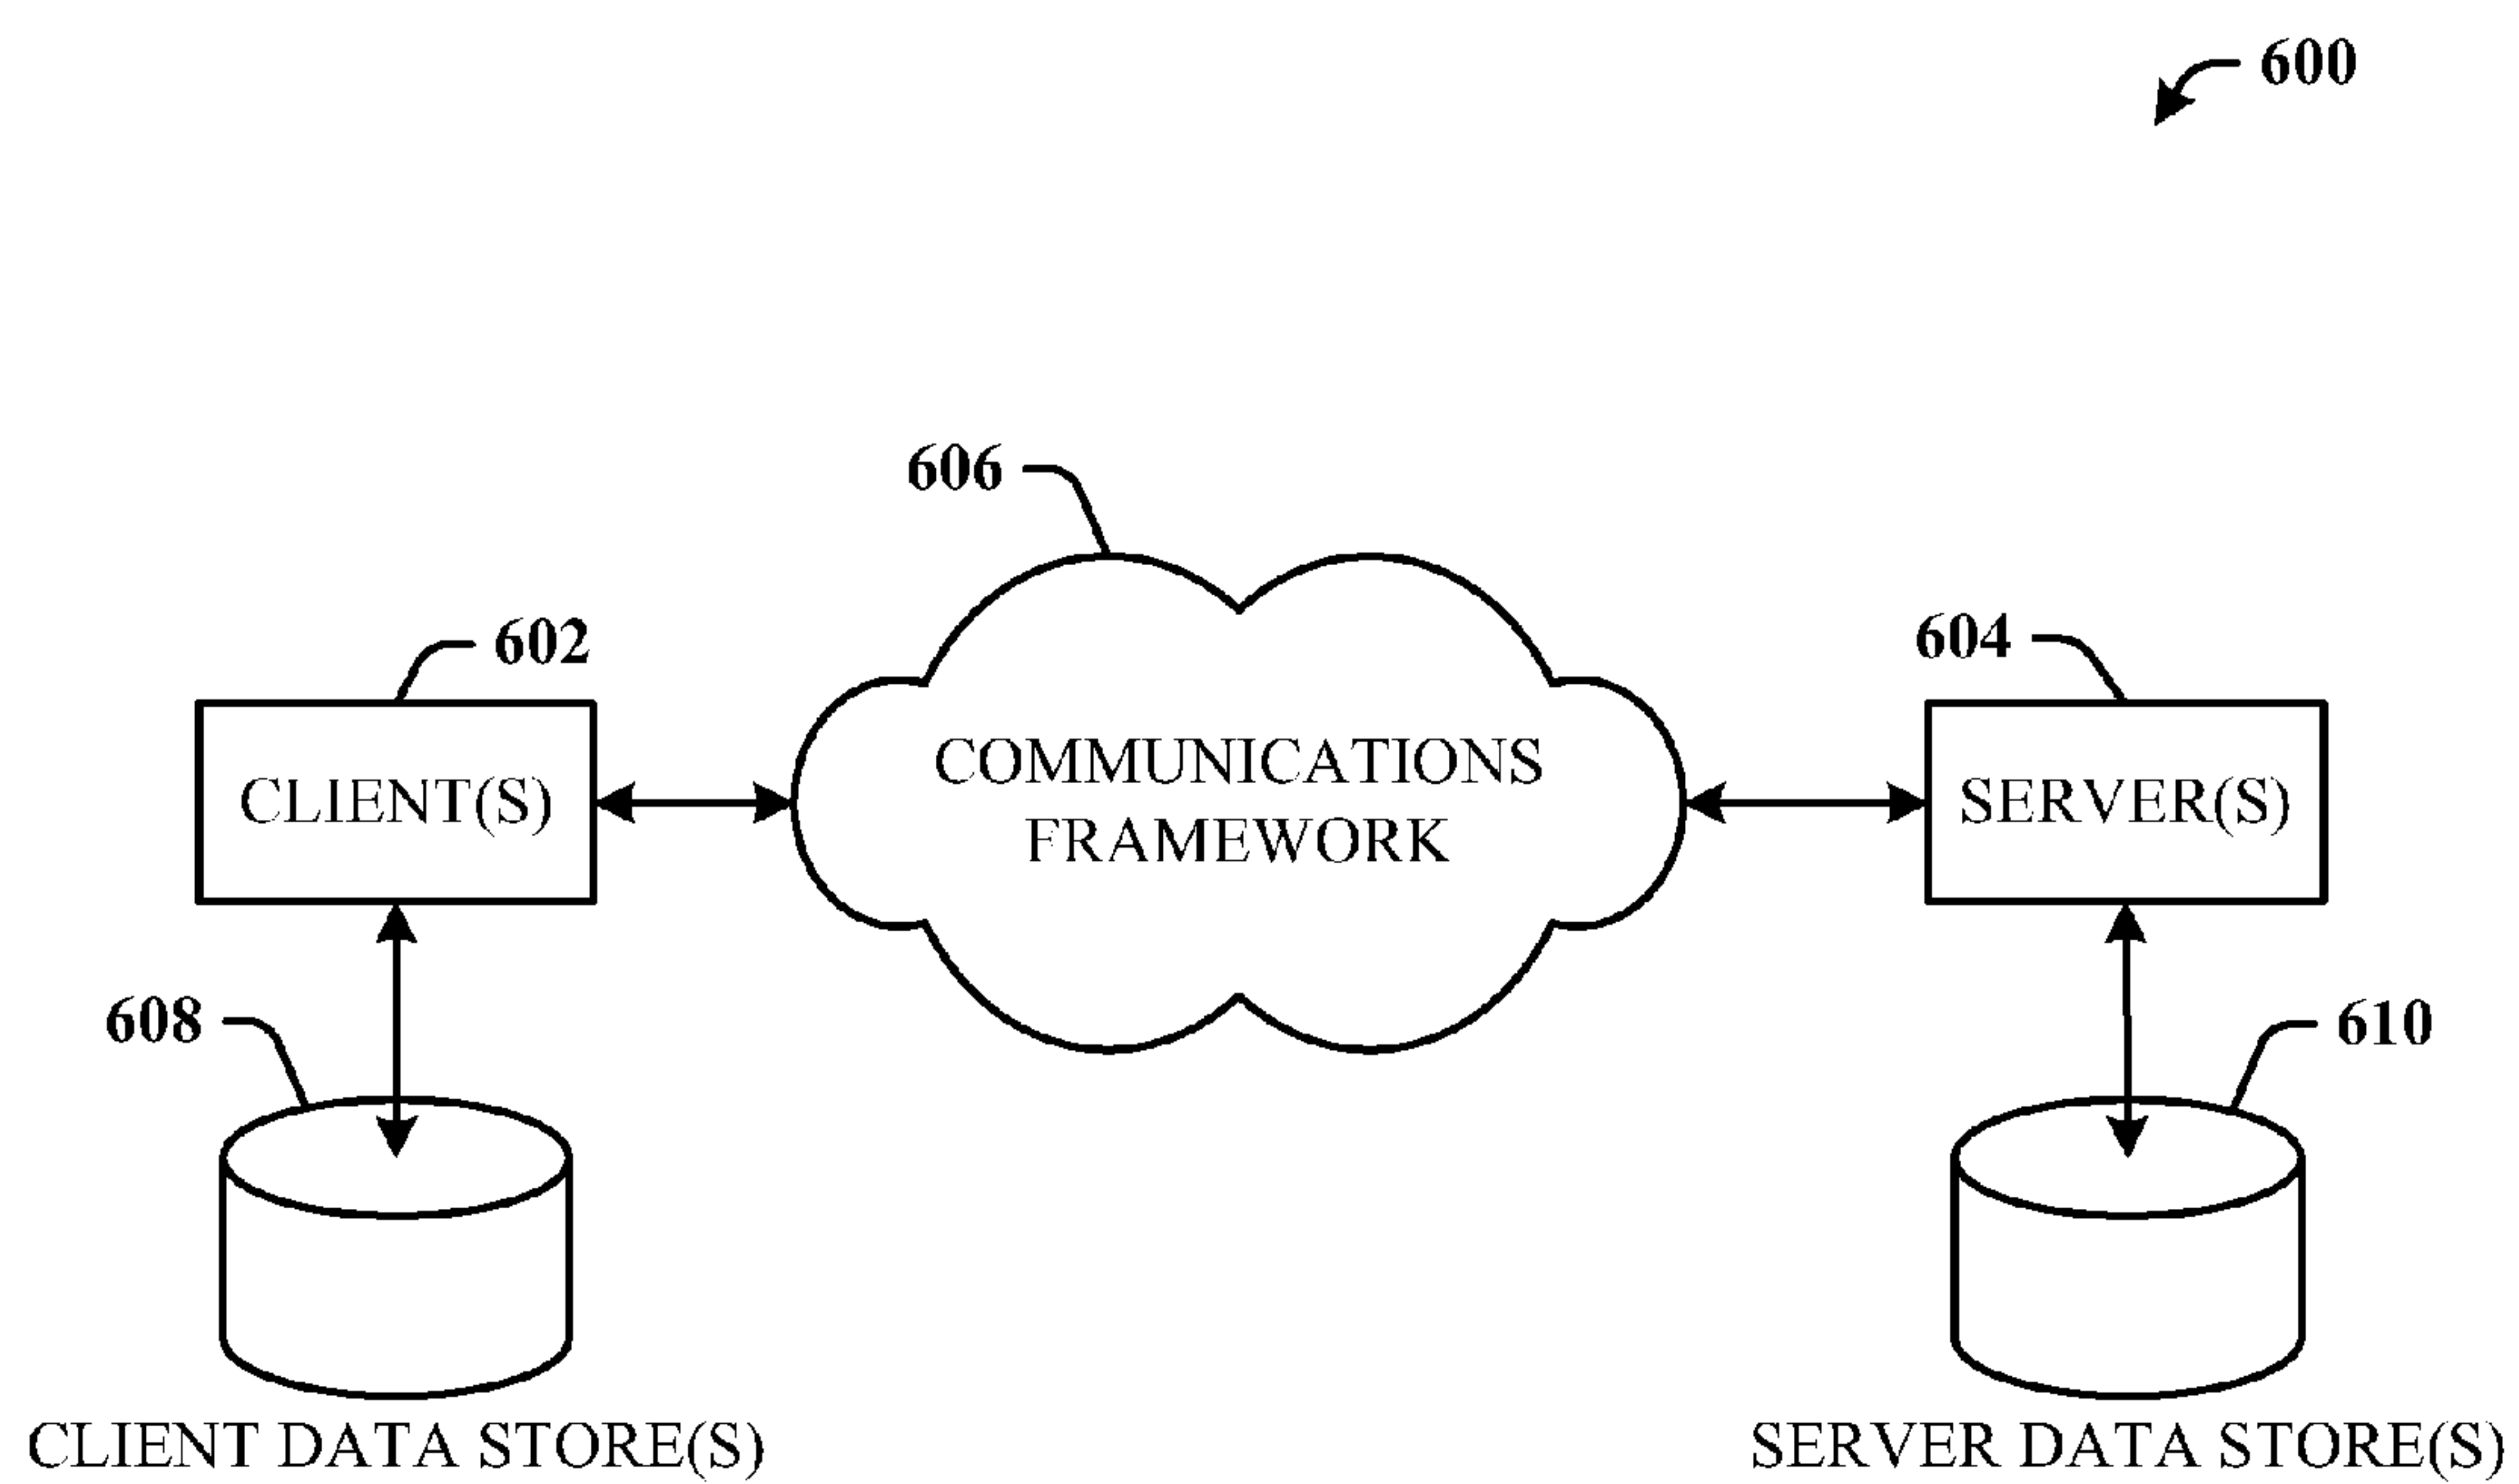 600
606
602
604
CLIENT(S)
COMMUNICATIONS
FRAMEWORK
SERVER(S)
608
610
CLIENT DATA STORE(S)
SERVER DATA STORE(S)